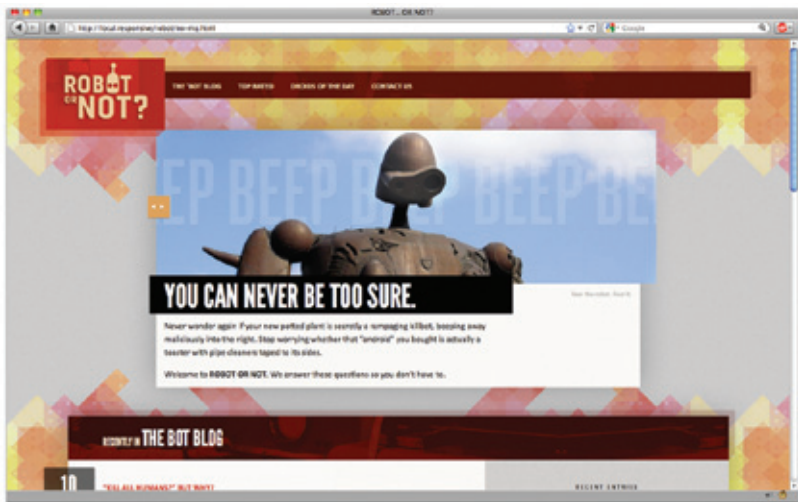 ROBOT... OR NOT?
Google
ROBOT
OR NOT?
THE 'BOT BLOG
TOP RATED
DROIDS OF THE DAY
CONTACT US
EP BEEP B BEEP BE
YOU CAN NEVER BE TOO SURE.
Never wonder again if your new potted plant is secretly a rampaging killbot, beeping away
maliciously into the night. Stop worrying whether that "android" you bought is actually a
toaster with pipe cleaners taped to its sides.
Welcome to ROBOT OR NOT. We answer these questions so you don't have to.
RECENTLY IN THE BOT BLOG
10
"KILL ALL HUMANS?" BUT WHY?
RECENT ENTRIES